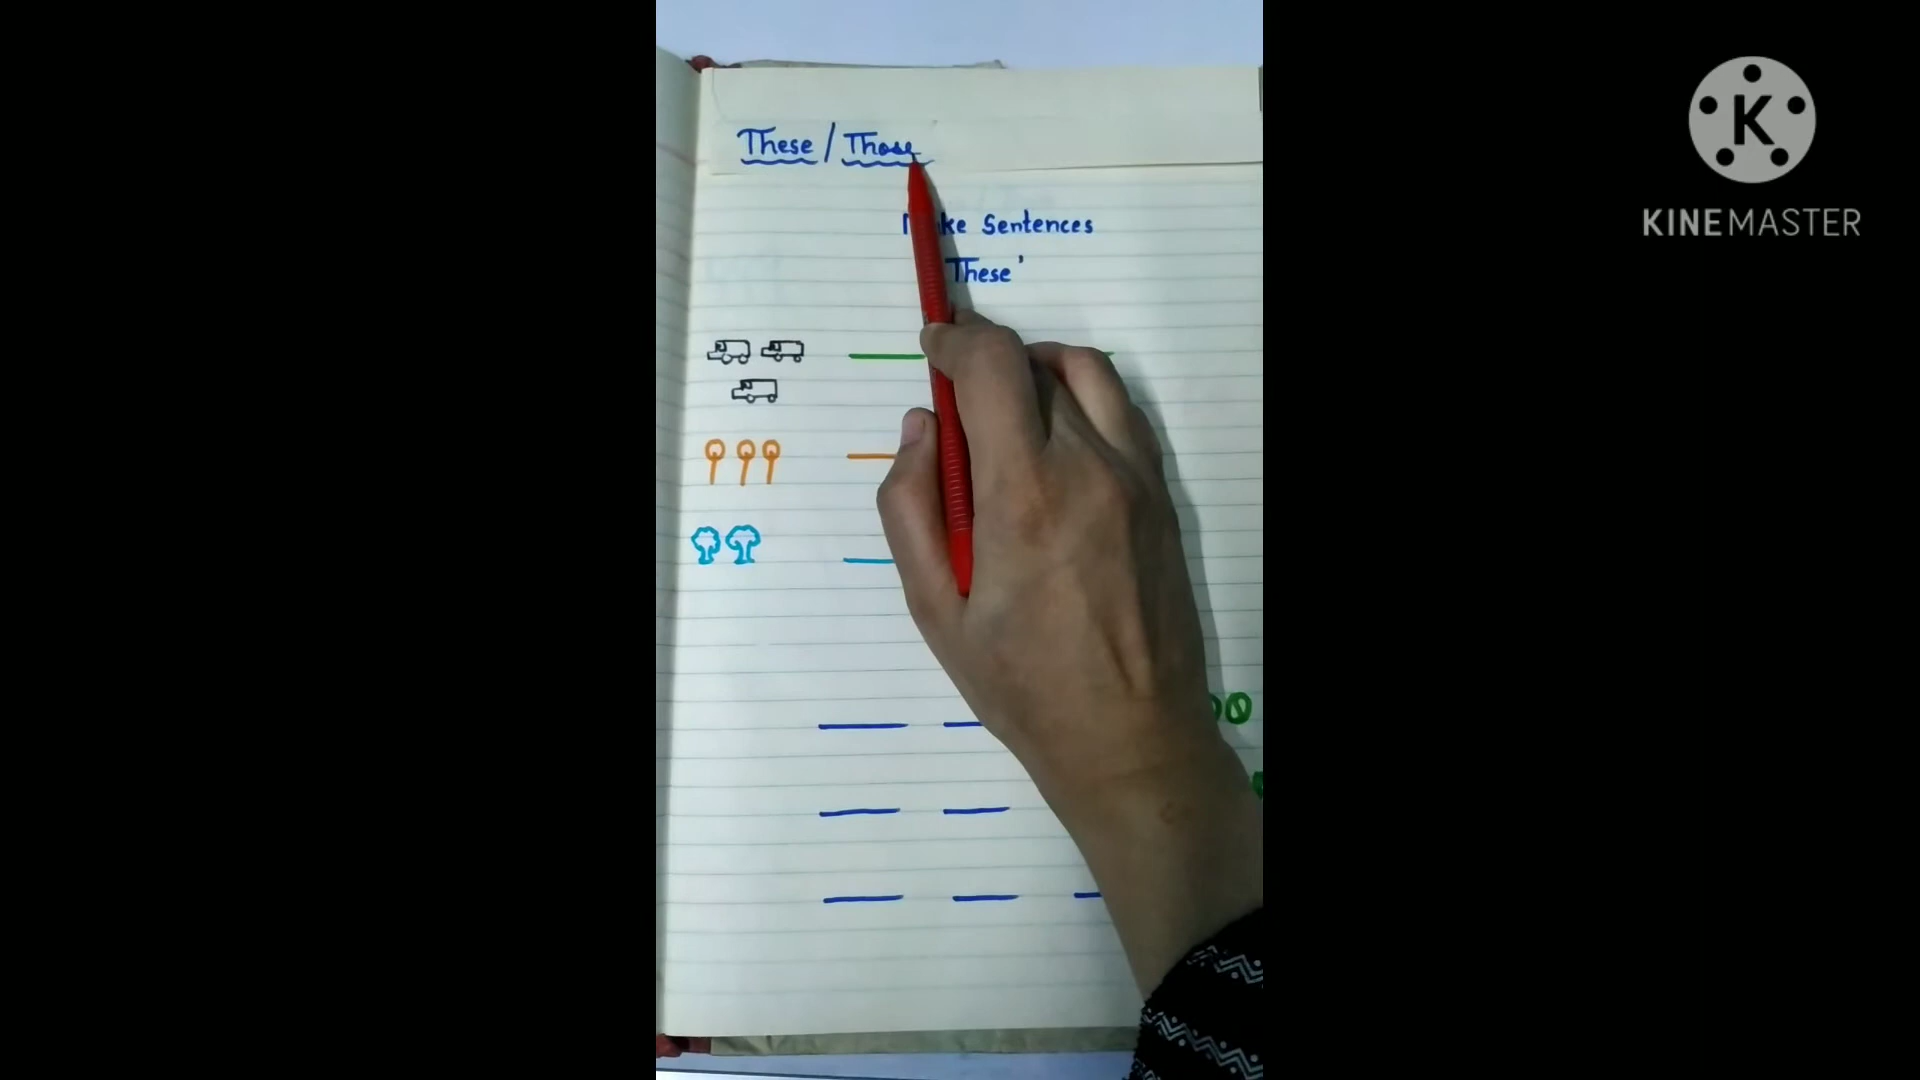 These / Those
Sentences
These'
K
KINEMASTER